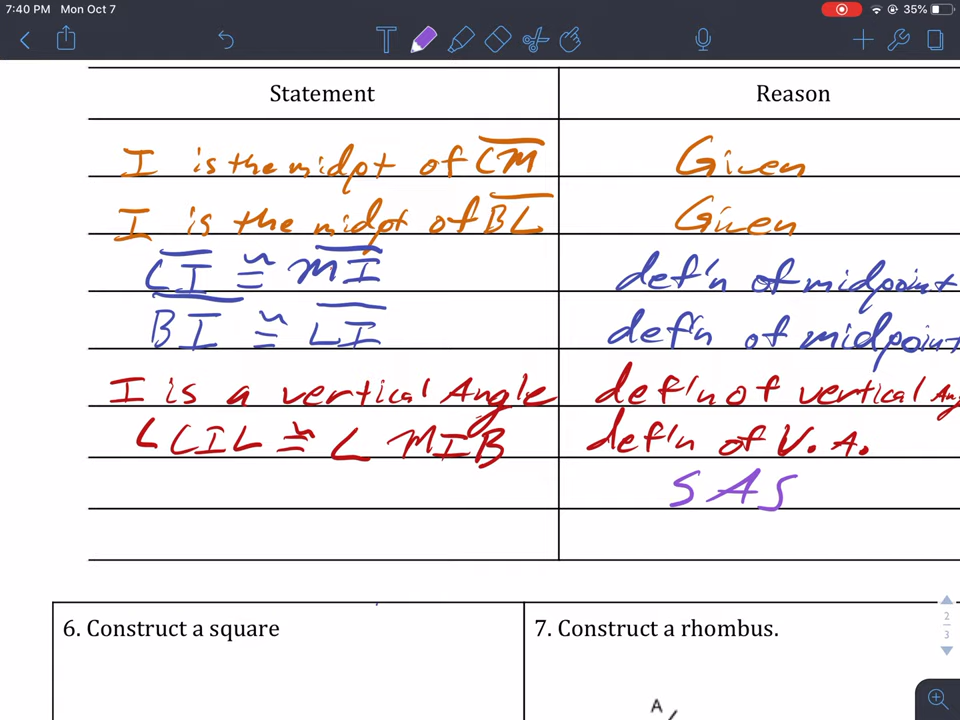 7:40 PM Mon Oct 7
35%
T
Statement Reason
I is the midpt of CM Given
I is the midpt of BL Given
CI ≅ MI def'n of midpoint
BI ≅ LI def'n of midpoint
I is a vertical Angle def'n of vertical Ang
∠CIL ≅ ∠MIB def'n of V.A.
SAS
2
3
6. Construct a square 7. Construct a rhombus.
A